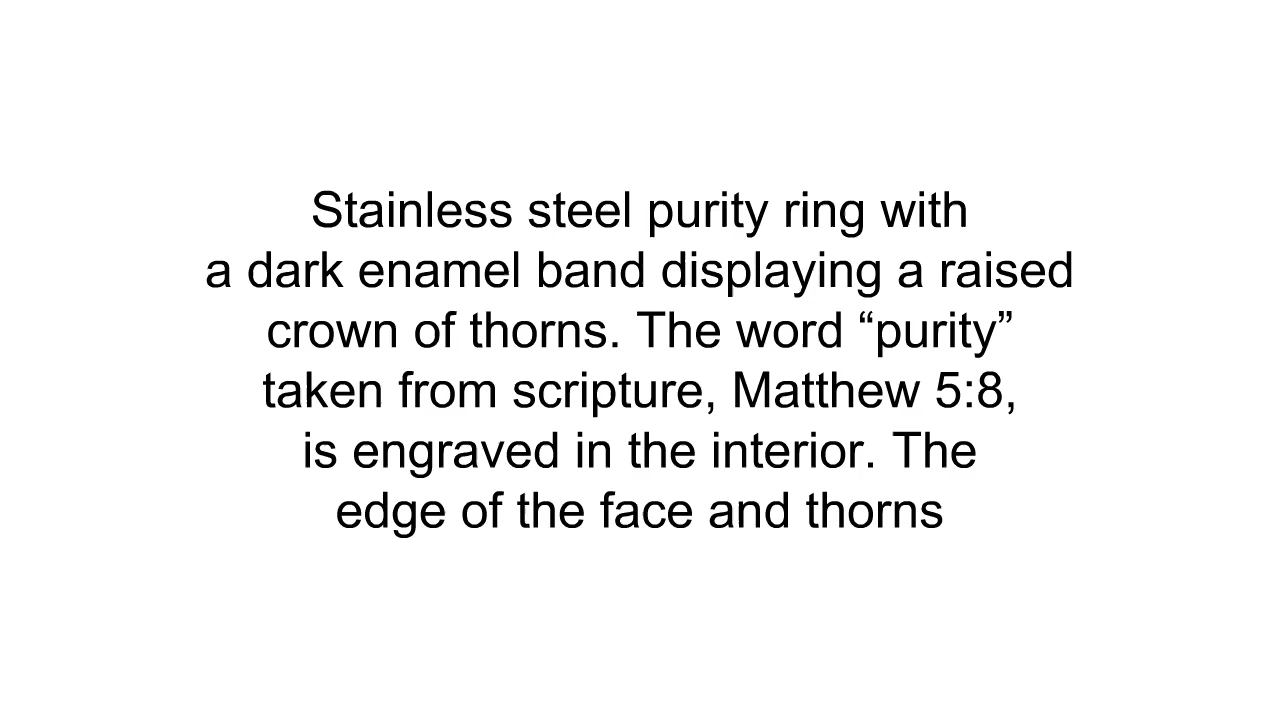 Stainless steel purity ring with
a dark enamel band displaying a raised
crown of thorns. The word “purity”
taken from scripture, Matthew 5:8,
is engraved in the interior. The
edge of the face and thorns